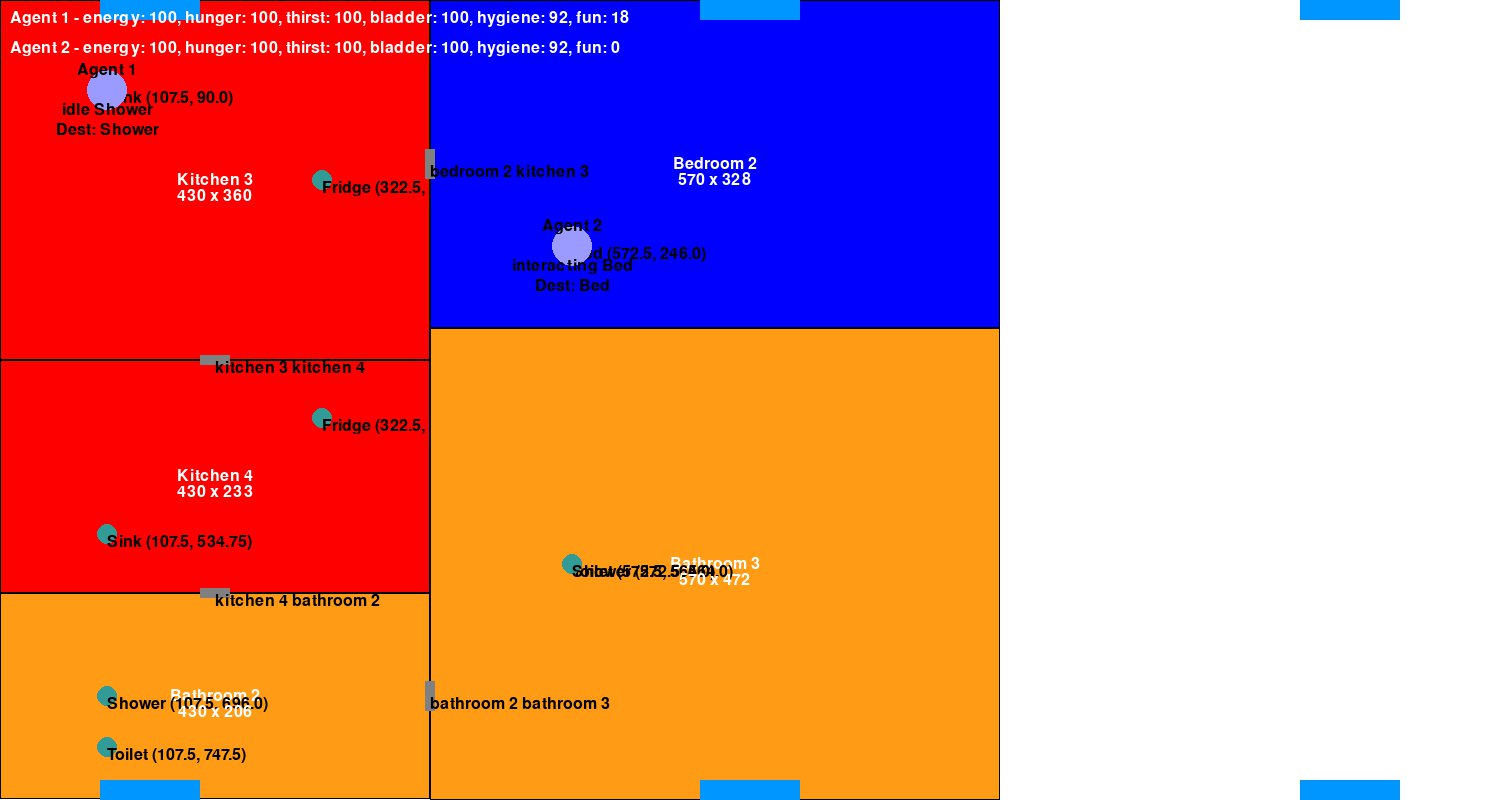 Agent 1 - energy: 100, hunger: 100, thirst: 100, bladder: 100, hygiene: 92, fun: 18
Agent 2 - energy: 100, hunger: 100, thirst: 100, bladder: 100, hygiene: 92, fun: 0
Agent 1
(107.5, 90.0)
idle Shower
Dest: Shower
Kitchen 3
430 x 360
Fridge (322.5,
bedroom 2 kitchen 3
Bedroom 2
570 x 328
Agent 2
(572.5, 246.0)
interacting Bed
Dest: Bed
kitchen 3 kitchen 4
Fridge (322.5,
Kitchen 4
430 x 233
Sink (107.5, 534.75)
kitchen 4 bathroom 2
Bathroom 3
570 x 472
Bathroom 2
430 x 206
Shower (107.5, 696.0)
bathroom 2 bathroom 3
Toilet (107.5, 747.5)